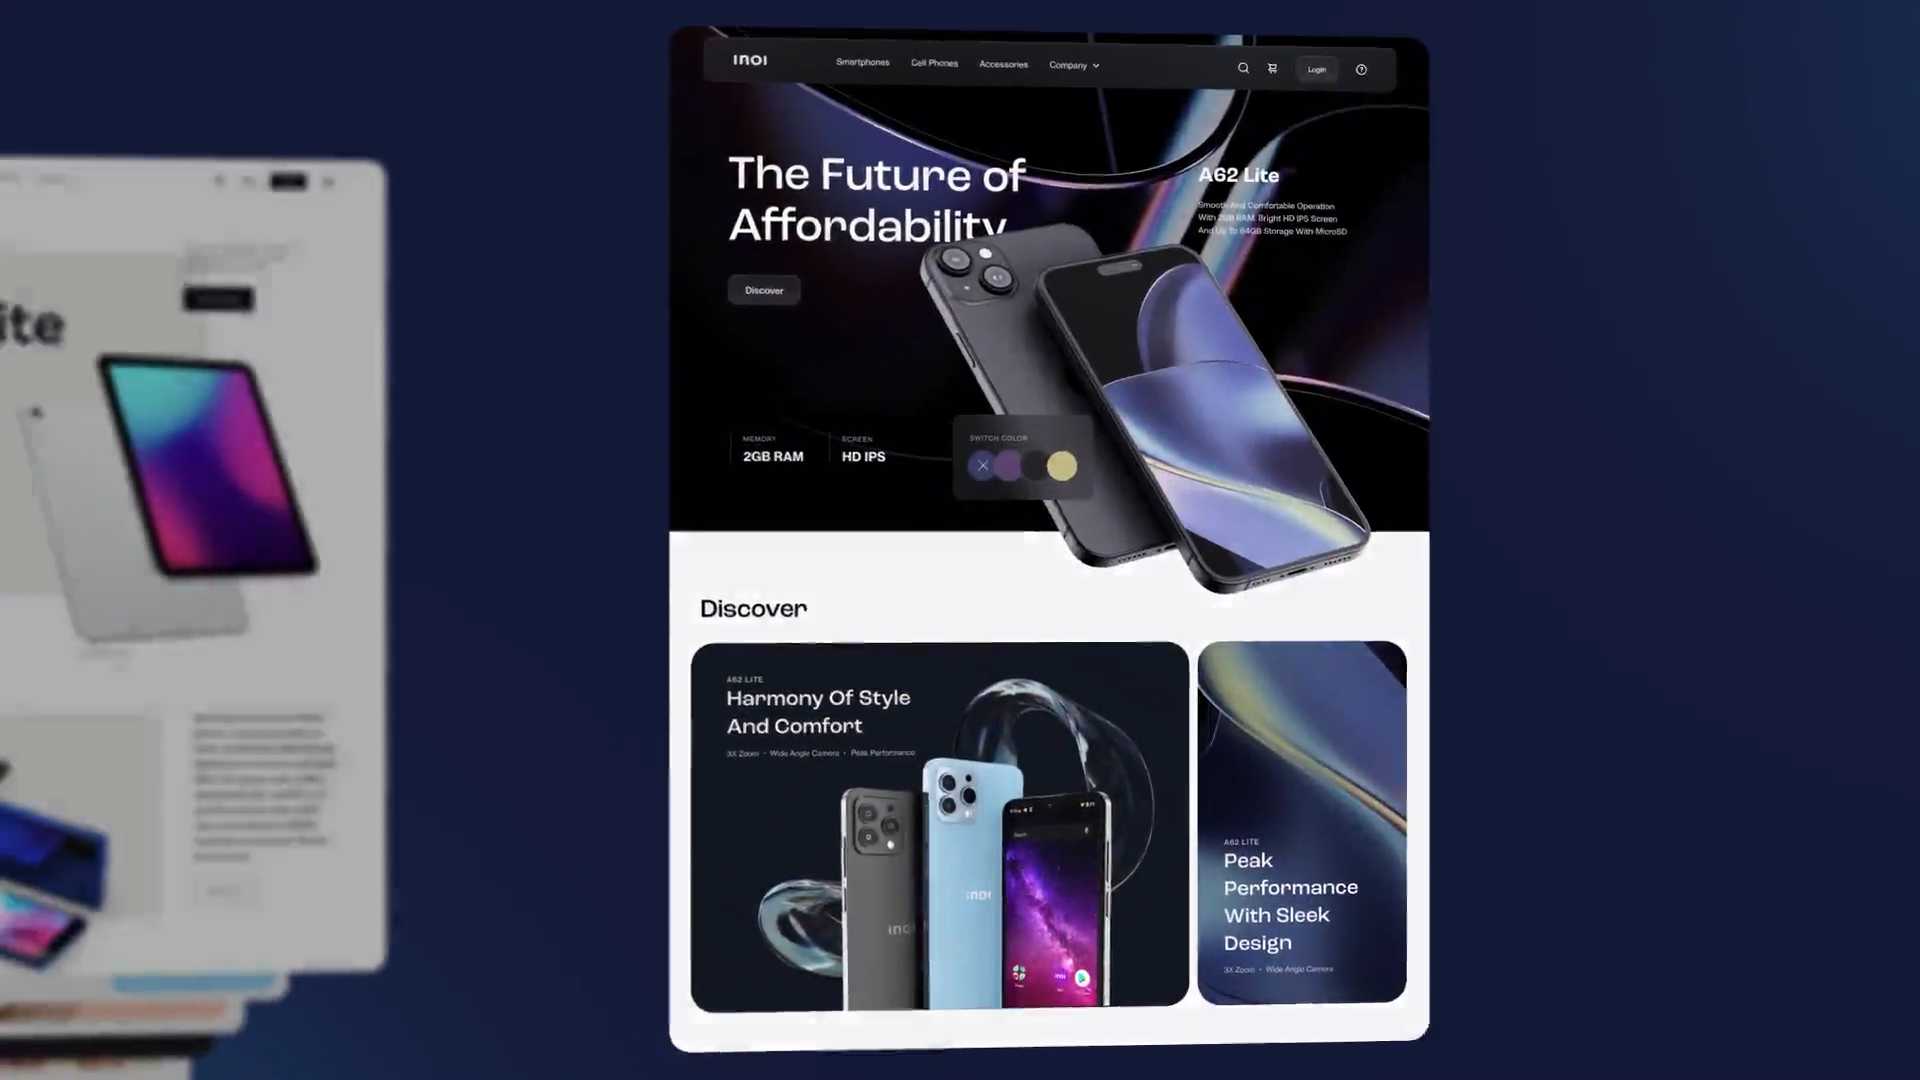 INOI
Smartphones Cell Phones Accessories Company
Login
The Future of
Affordability
Discover
A62 Lite
Smooth And Comfortable Operation
With 2GB RAM, Bright HD IPS Screen
And Up To 64GB Storage With MicroSD
MEMORY
2GB RAM
SCREEN
HD IPS
SWITCH COLOR
Discover
A62 LITE
Harmony Of Style
And Comfort
3X Zoom • Wide Angle Camera • Peak Performance
inoi
inoi
A62 LITE
Peak
Performance
With Sleek
Design
3X Zoom • Wide Angle Camera
ite